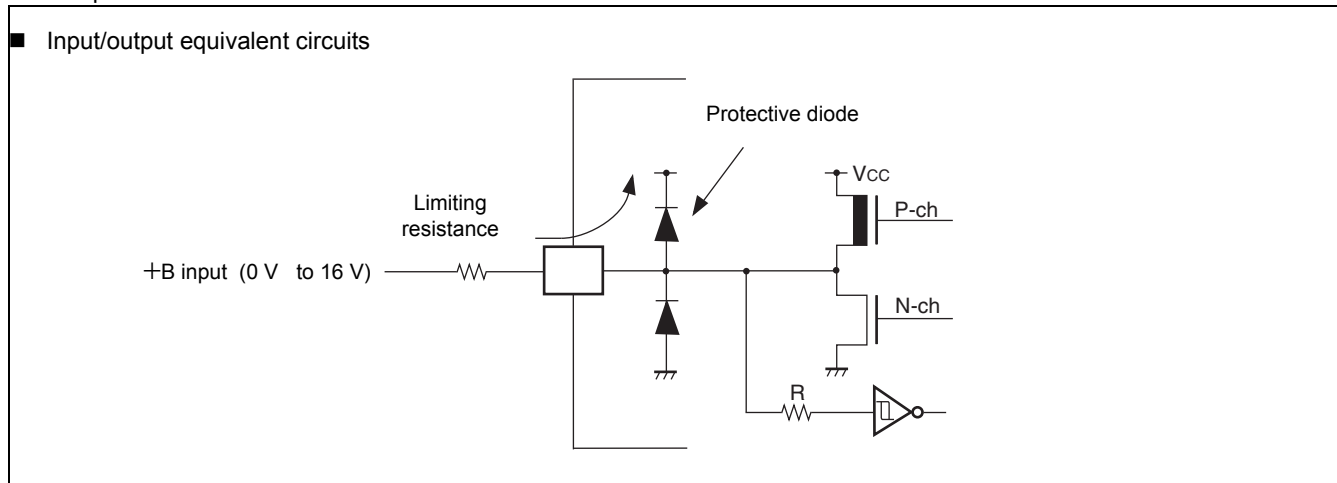 ■ Input/output equivalent circuits
Protective diode
Vcc
Limiting
resistance
P-ch
+B input (0 V to 16 V)
N-ch
R